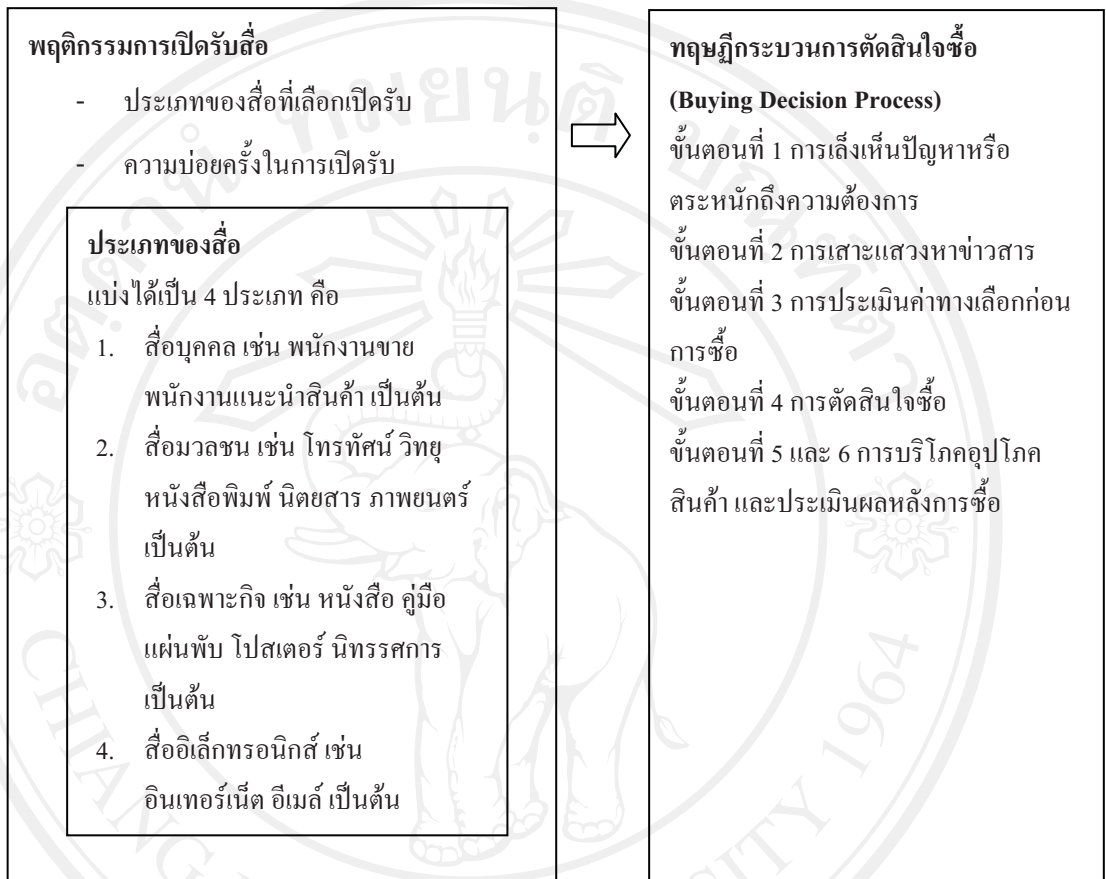 พฤติกรรมการเปิดรับสื่อ
- ประเภทของสื่อที่เลือกเปิดรับ
- ความบ่อยครั้งในการเปิดรับ
ประเภทของสื่อ
แบ่งได้เป็น 4 ประเภท คือ
1. สื่อบุคคล เช่น พนักงานขาย
พนักงานแนะนำสินค้า เป็นต้น
2. สื่อมวลชน เช่น โทรทัศน์ วิทยุ
หนังสือพิมพ์ นิตยสาร ภาพยนตร์
เป็นต้น
3. สื่อเฉพาะกิจ เช่น หนังสือ คู่มือ
แผ่นพับ โปสเตอร์ นิทรรศการ
เป็นต้น
4. สื่ออิเล็กทรอนิกส์ เช่น
อินเทอร์เน็ต อีเมล์ เป็นต้น
ทฤษฏีกระบวนการตัดสินใจซื้อ
(Buying Decision Process)
ขั้นตอนที่ 1 การเล็งเห็นปัญหาหรือ
ตระหนักถึงความต้องการ
ขั้นตอนที่ 2 การเสาะแสวงหาข่าวสาร
ขั้นตอนที่ 3 การประเมินค่าทางเลือกก่อน
การซื้อ
ขั้นตอนที่ 4 การตัดสินใจซื้อ
ขั้นตอนที่ 5 และ 6 การบริโภคอุปโภค
สินค้า และประเมินผลหลังการซื้อ